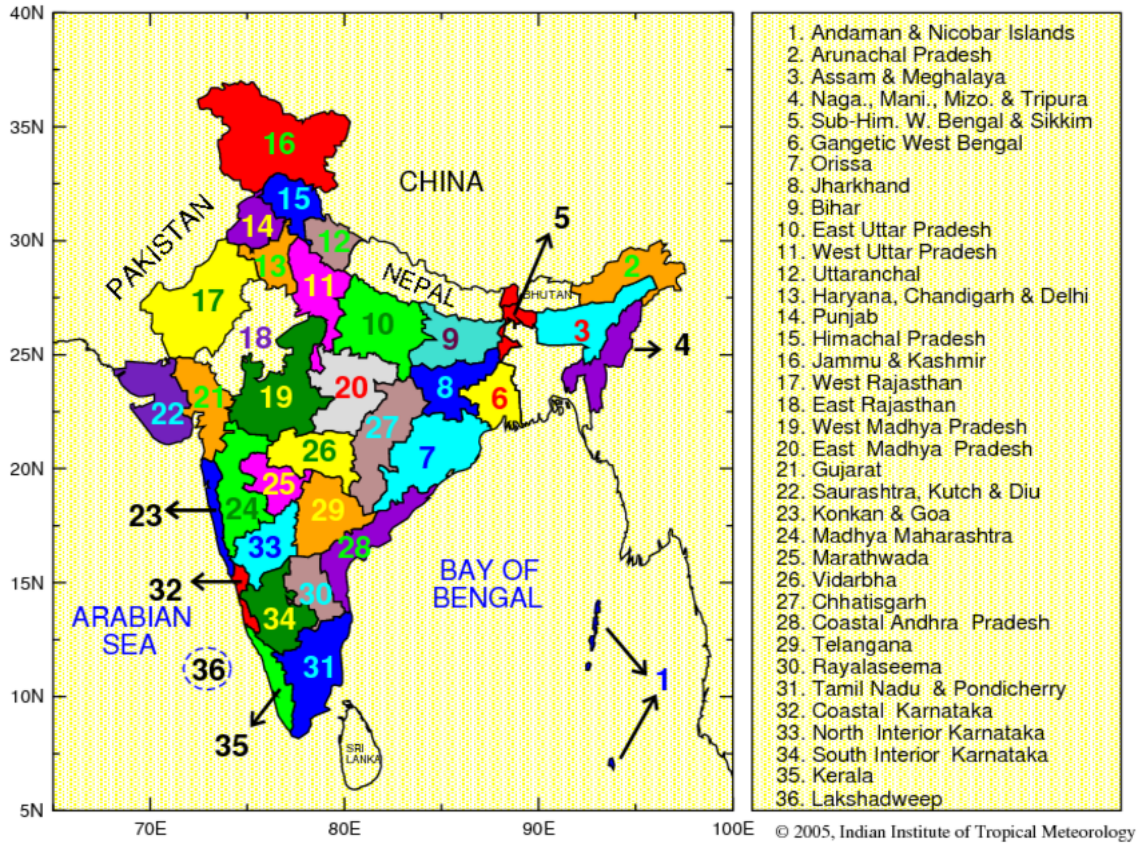 40N
35N
30N
25N
20N
15N
10N
5N
70E
80E
90E
100E
CHINA
PAKISTAN
NEPAL
BHUTAN
BAY OF
BENGAL
ARABIAN
SEA
SRI
LANKA
16
15
14
13
12
17
11
5
2
18
10
9
3
4
22
21
19
20
8
6
27
7
26
25
23
24
29
33
28
32
30
34
31
36
35
1
1. Andaman & Nicobar Islands
2. Arunachal Pradesh
3. Assam & Meghalaya
4. Naga., Mani., Mizo. & Tripura
5. Sub-Him. W. Bengal & Sikkim
6. Gangetic West Bengal
7. Orissa
8. Jharkhand
9. Bihar
10. East Uttar Pradesh
11. West Uttar Pradesh
12. Uttaranchal
13. Haryana, Chandigarh & Delhi
14. Punjab
15. Himachal Pradesh
16. Jammu & Kashmir
17. West Rajasthan
18. East Rajasthan
19. West Madhya Pradesh
20. East Madhya Pradesh
21. Gujarat
22. Saurashtra, Kutch & Diu
23. Konkan & Goa
24. Madhya Maharashtra
25. Marathwada
26. Vidarbha
27. Chhatisgarh
28. Coastal Andhra Pradesh
29. Telangana
30. Rayalaseema
31. Tamil Nadu & Pondicherry
32. Coastal Karnataka
33. North Interior Karnataka
34. South Interior Karnataka
35. Kerala
36. Lakshadweep
© 2005, Indian Institute of Tropical Meteorology